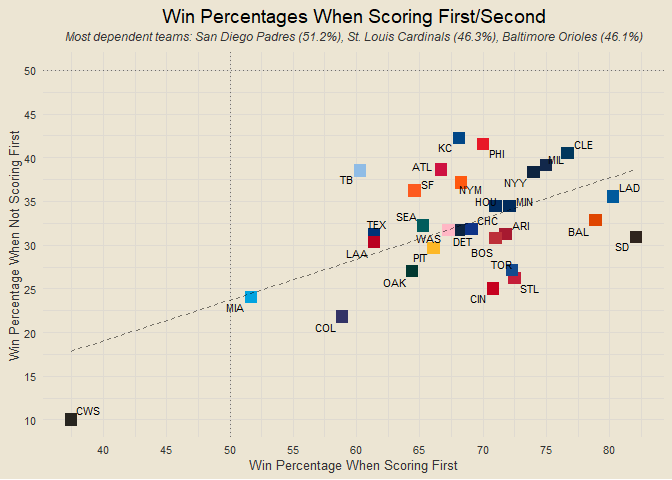 Win Percentages When Scoring First/Second
Most dependent teams: San Diego Padres (51.2%), St. Louis Cardinals (46.3%), Baltimore Orioles (46.1%)
Win Percentage When Not Scoring First
50
45
40
35
30
25
20
15
10
KC
PHI
CLE
MIL
NYY
TB
ATL
SF
NYM
LAD
HOU
MIN
SEA
TEX
CHC
ARI
BAL
WAS
DET
SD
LAA
PIT
BOS
TOR
OAK
STL
CIN
MIA
COL
CWS
40
45
50
55
60
65
70
75
80
Win Percentage When Scoring First